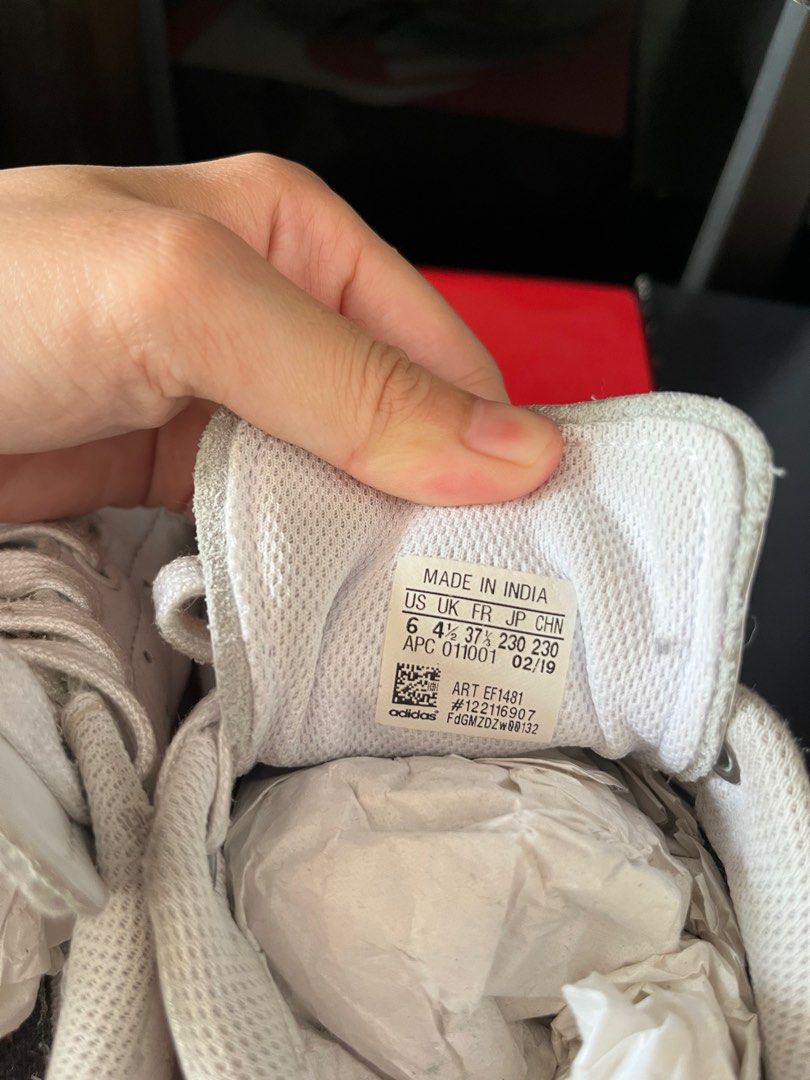 MADE IN INDIA
US UK FR JP CHN
6 4½ 37⅓ 230 230
APC 011001 02/19
ART EF1481
#122116907
adidas FdGMZDZw00132